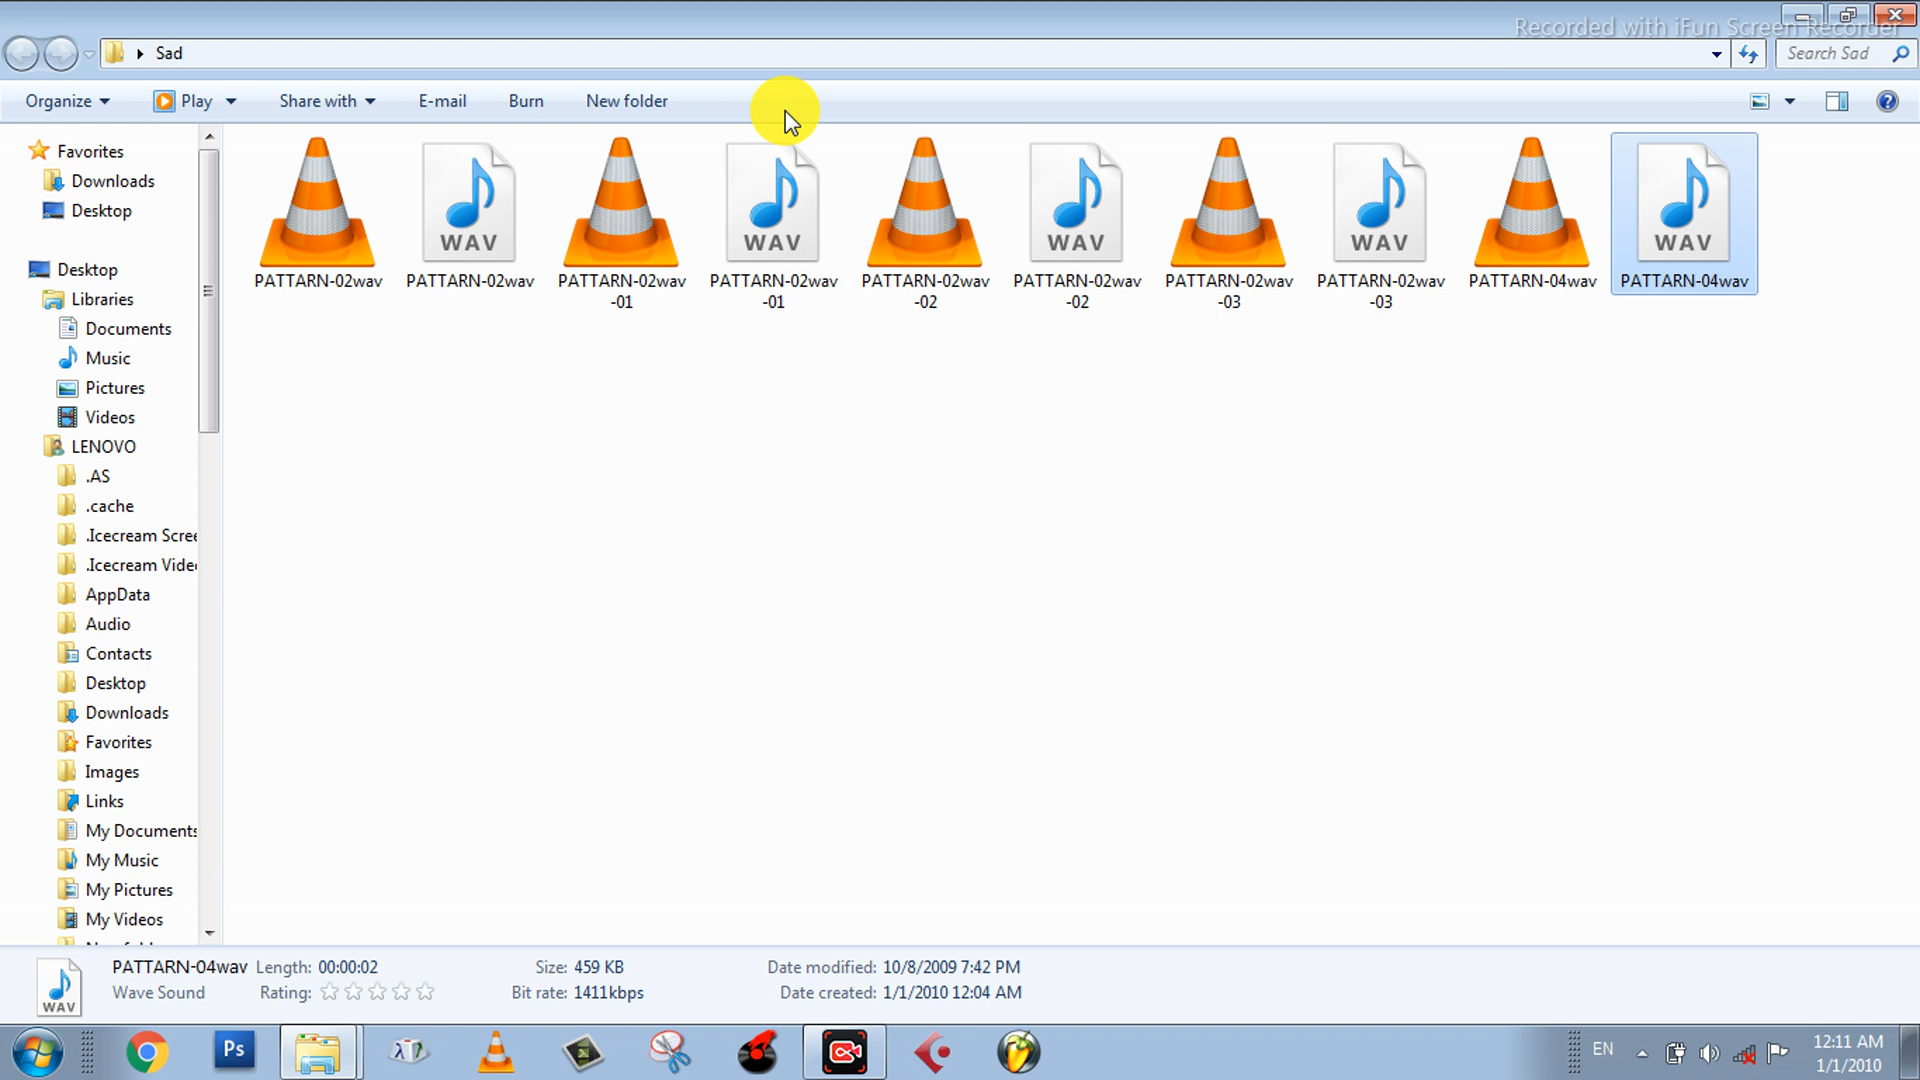 Recorded with iFun Screen Recorder
Sad
Search Sad
Organize
Play
Share with
E-mail
Burn
New folder
Favorites
Downloads
Desktop
Desktop
Libraries
Documents
Music
Pictures
Videos
LENOVO
.AS
.cache
.Icecream Scree
.Icecream Vide
AppData
Audio
Contacts
Desktop
Downloads
Favorites
Images
Links
My Documents
My Music
My Pictures
My Videos
PATTARN-02wav
WAV
PATTARN-02wav
PATTARN-02wav
-01
WAV
PATTARN-02wav
-01
PATTARN-02wav
-02
WAV
PATTARN-02wav
-02
PATTARN-02wav
-03
WAV
PATTARN-02wav
-03
PATTARN-04wav
WAV
PATTARN-04wav
WAV
PATTARN-04wav Length: 00:00:02 Size: 459 KB Date modified: 10/8/2009 7:42 PM
Wave Sound Rating: Bit rate: 1411kbps Date created: 1/1/2010 12:04 AM
Ps
EN
12:11 AM
1/1/2010